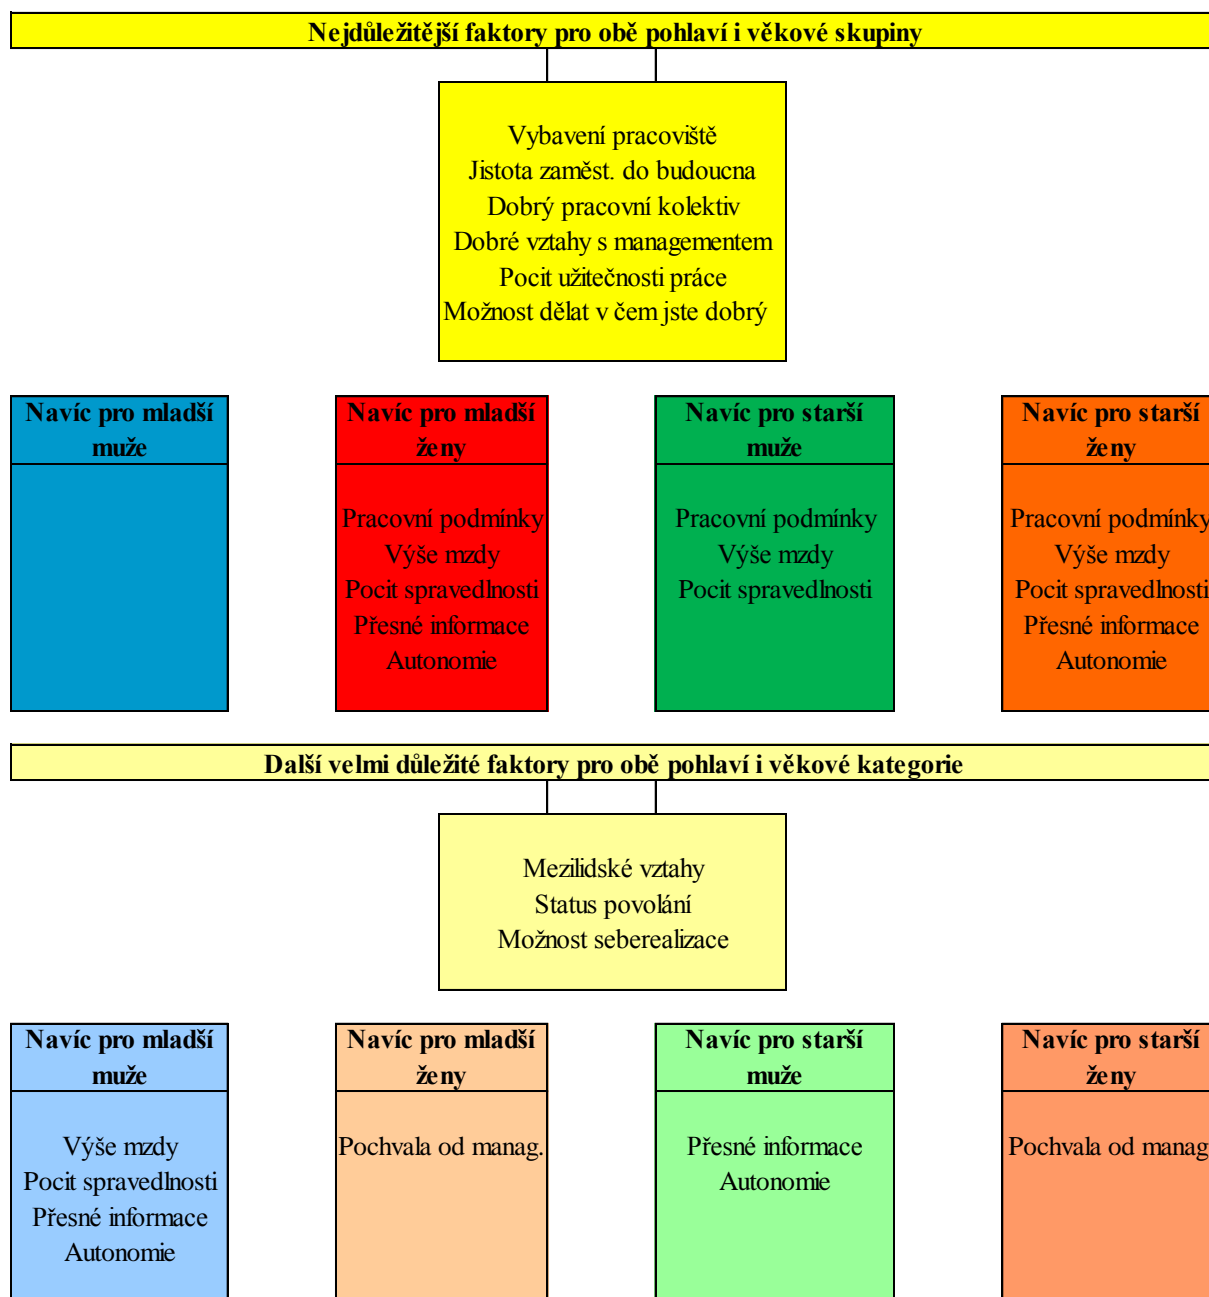 Nejdůležitější faktory pro obě pohlaví i věkové skupiny
Vybavení pracoviště
Jistota zaměst. do budoucna
Dobrý pracovní kolektiv
Dobré vztahy s managementem
Pocit užitečnosti práce
Možnost dělat v čem jste dobrý
Navíc pro mladší
muže
Navíc pro mladší
ženy
Pracovní podmínky
Výše mzdy
Pocit spravedlnosti
Přesné informace
Autonomie
Navíc pro starší
muže
Pracovní podmínky
Výše mzdy
Pocit spravedlnosti
Navíc pro starší
ženy
Pracovní podmínky
Výše mzdy
Pocit spravedlnosti
Přesné informace
Autonomie
Další velmi důležité faktory pro obě pohlaví i věkové kategorie
Mezilidské vztahy
Status povolání
Možnost seberealizace
Navíc pro mladší
muže
Výše mzdy
Pocit spravedlnosti
Přesné informace
Autonomie
Navíc pro mladší
ženy
Pochvala od manag.
Navíc pro starší
muže
Přesné informace
Autonomie
Navíc pro starší
ženy
Pochvala od manag